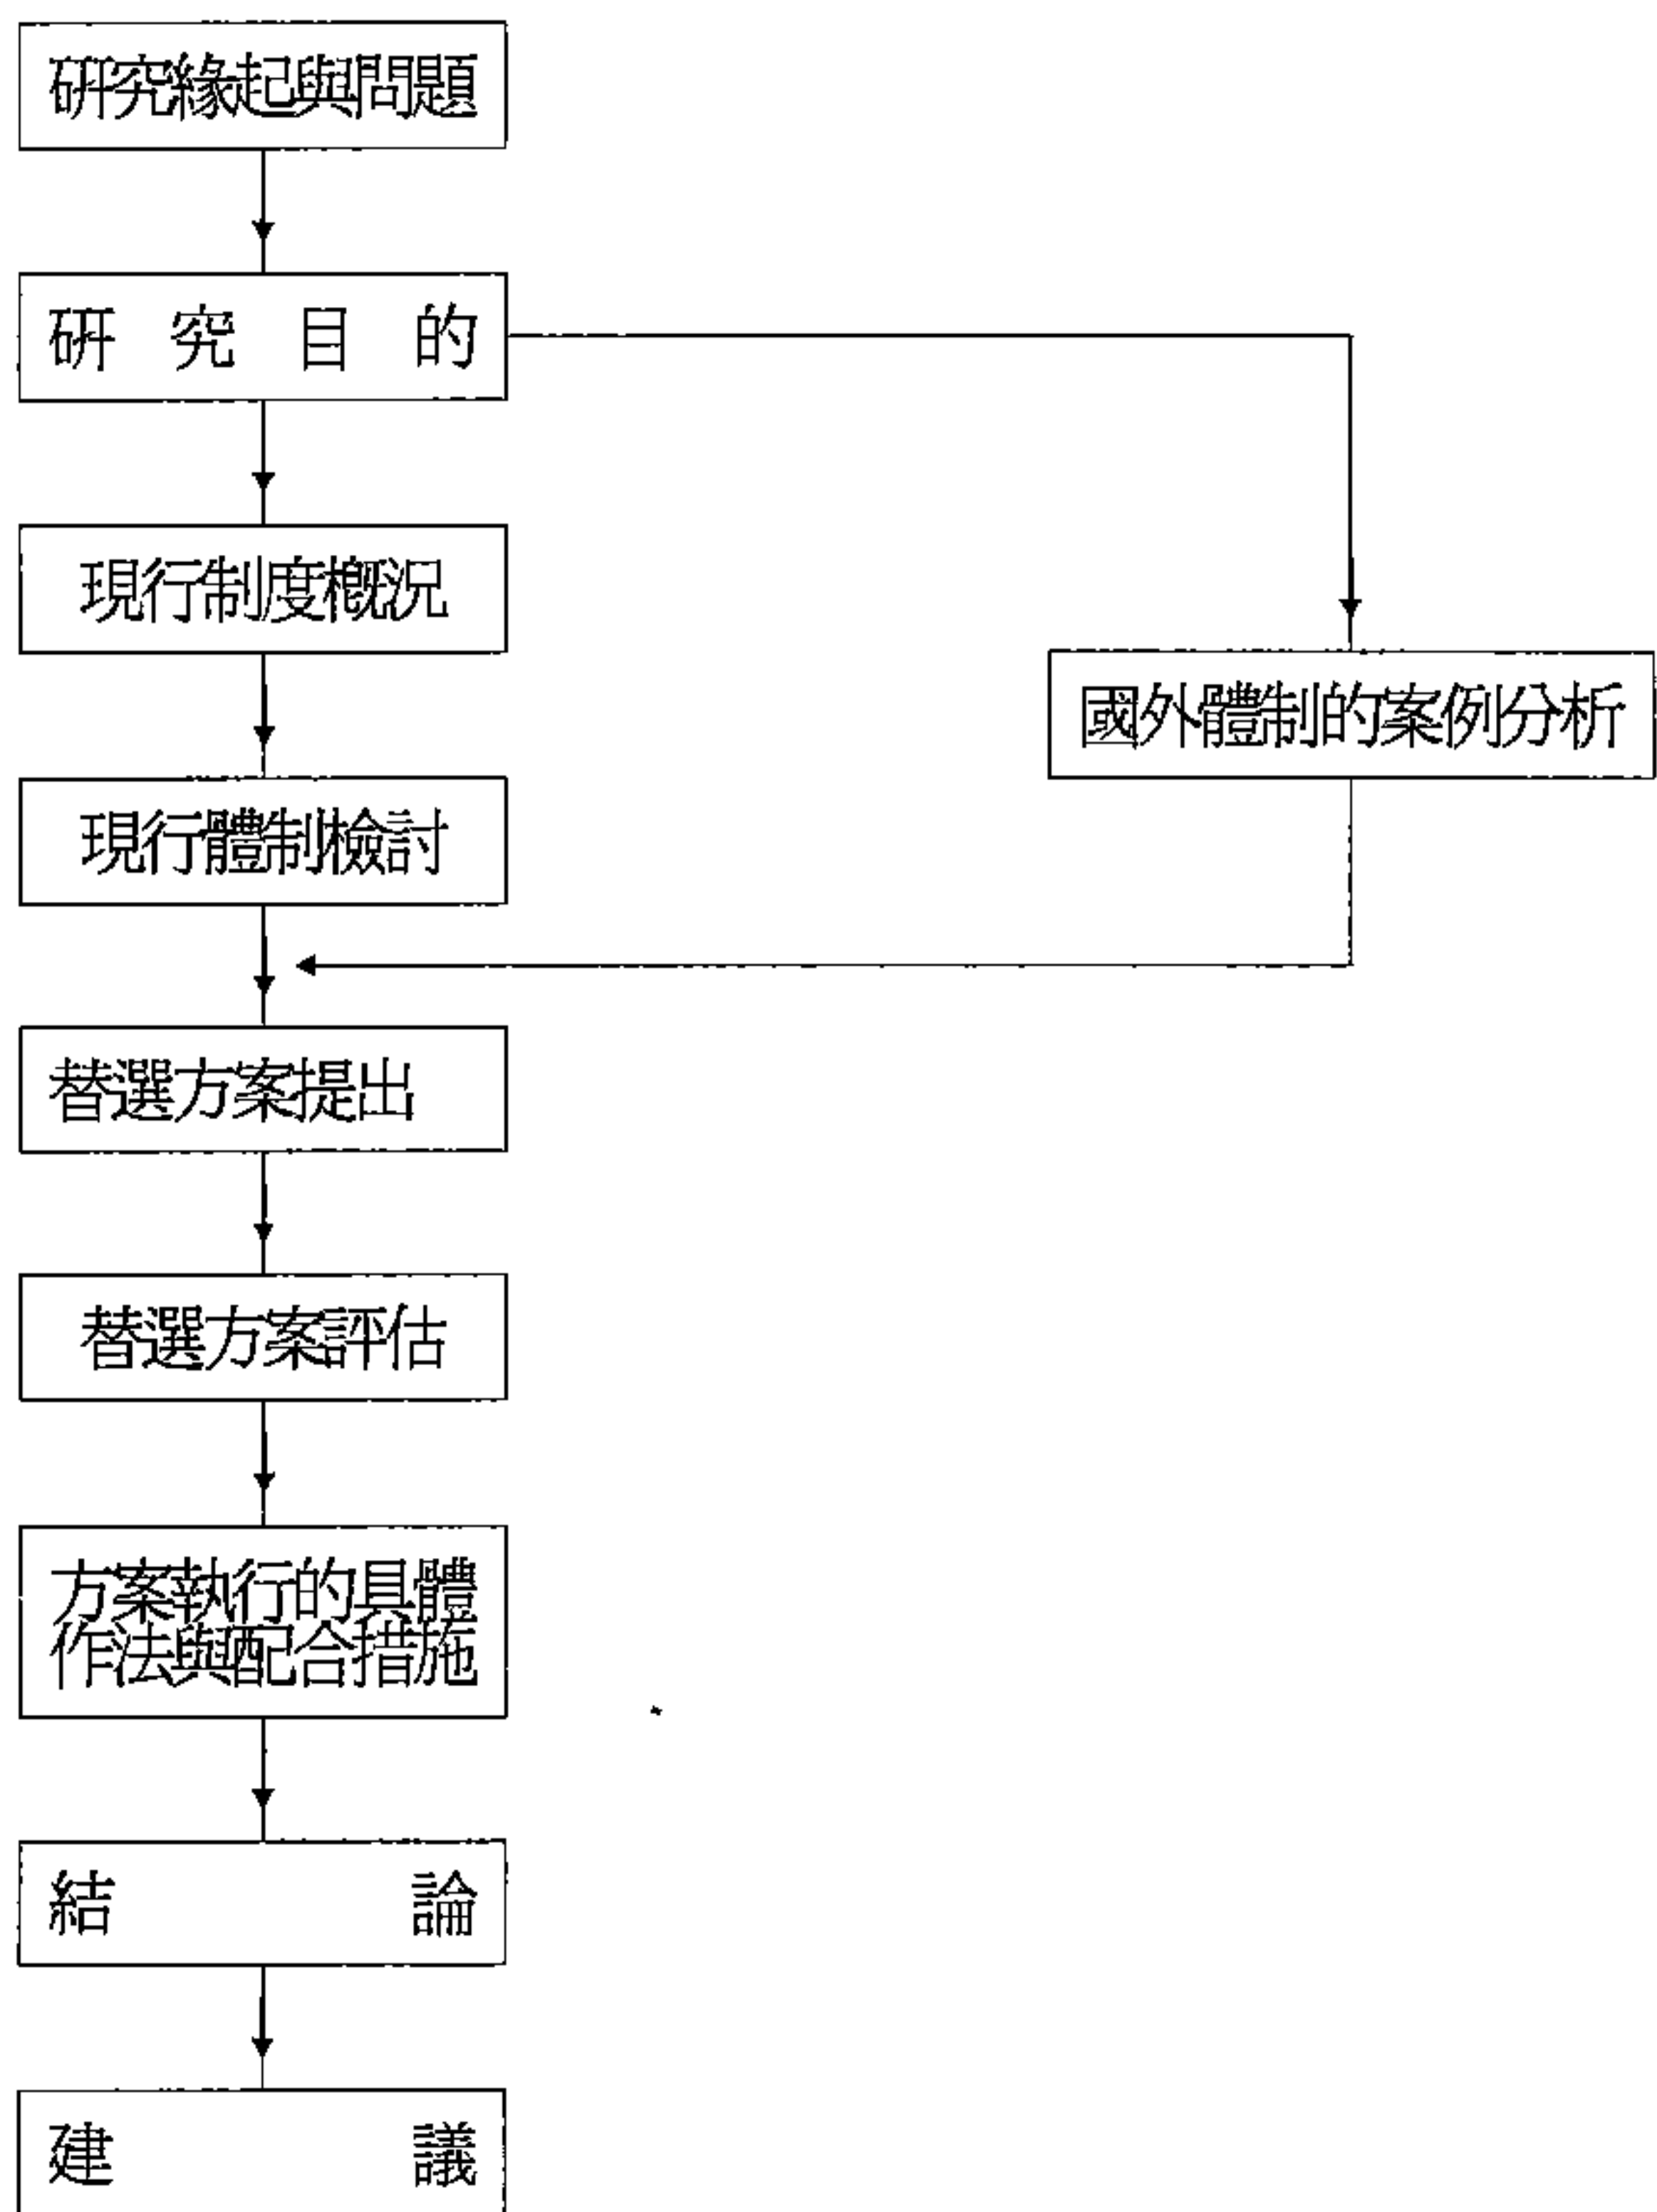 研究緣起與問題
研究目的
現行制度概況
國外體制的案例分析
現行體制檢討
替選方案提出
替選方案評估
方案執行的具體
作法與配合措施
結論
建議